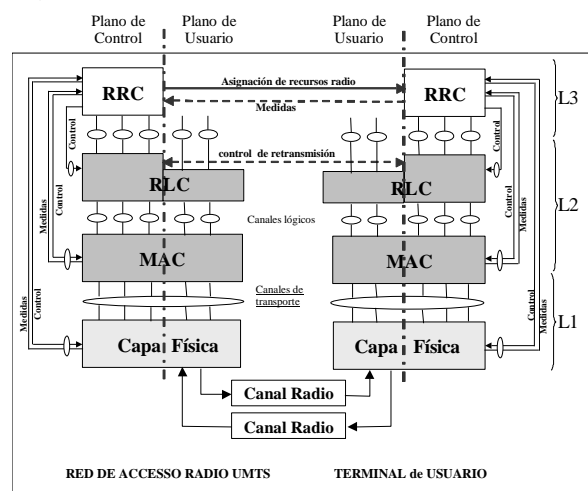 Plano de
Control
Plano de
Usuario
Plano de
Usuario
Plano de
Control
RRC
Asignación de recursos radio
Medidas
RRC
L3
Control
Control
control de retransmisión
RLC
RLC
L2
Canales lógicos
Medidas
Control
Control
Medidas
MAC
MAC
Canales de
transporte
Medidas
Control
Control
Medidas
L1
Capa Física
Capa Física
Canal Radio
Canal Radio
RED DE ACCESSO RADIO UMTS
TERMINAL de USUARIO